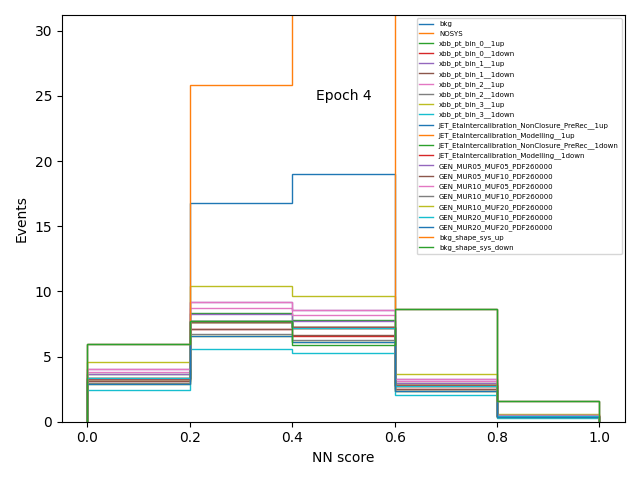 30
25
20
15
10
5
0
Events
Epoch 4
bkg
NOSYS
xbb_pt_bin_0__1up
xbb_pt_bin_0__1down
xbb_pt_bin_1__1up
xbb_pt_bin_1__1down
xbb_pt_bin_2__1up
xbb_pt_bin_2__1down
xbb_pt_bin_3__1up
xbb_pt_bin_3__1down
JET_EtaIntercalibration_NonClosure_PreRec__1up
JET_EtaIntercalibration_Modelling__1up
JET_EtaIntercalibration_NonClosure_PreRec__1down
JET_EtaIntercalibration_Modelling__1down
GEN_MUR05_MUF05_PDF260000
GEN_MUR05_MUF10_PDF260000
GEN_MUR10_MUF05_PDF260000
GEN_MUR10_MUF10_PDF260000
GEN_MUR10_MUF20_PDF260000
GEN_MUR20_MUF10_PDF260000
GEN_MUR20_MUF20_PDF260000
bkg_shape_sys_up
bkg_shape_sys_down
0.0 0.2 0.4 0.6 0.8 1.0
NN score